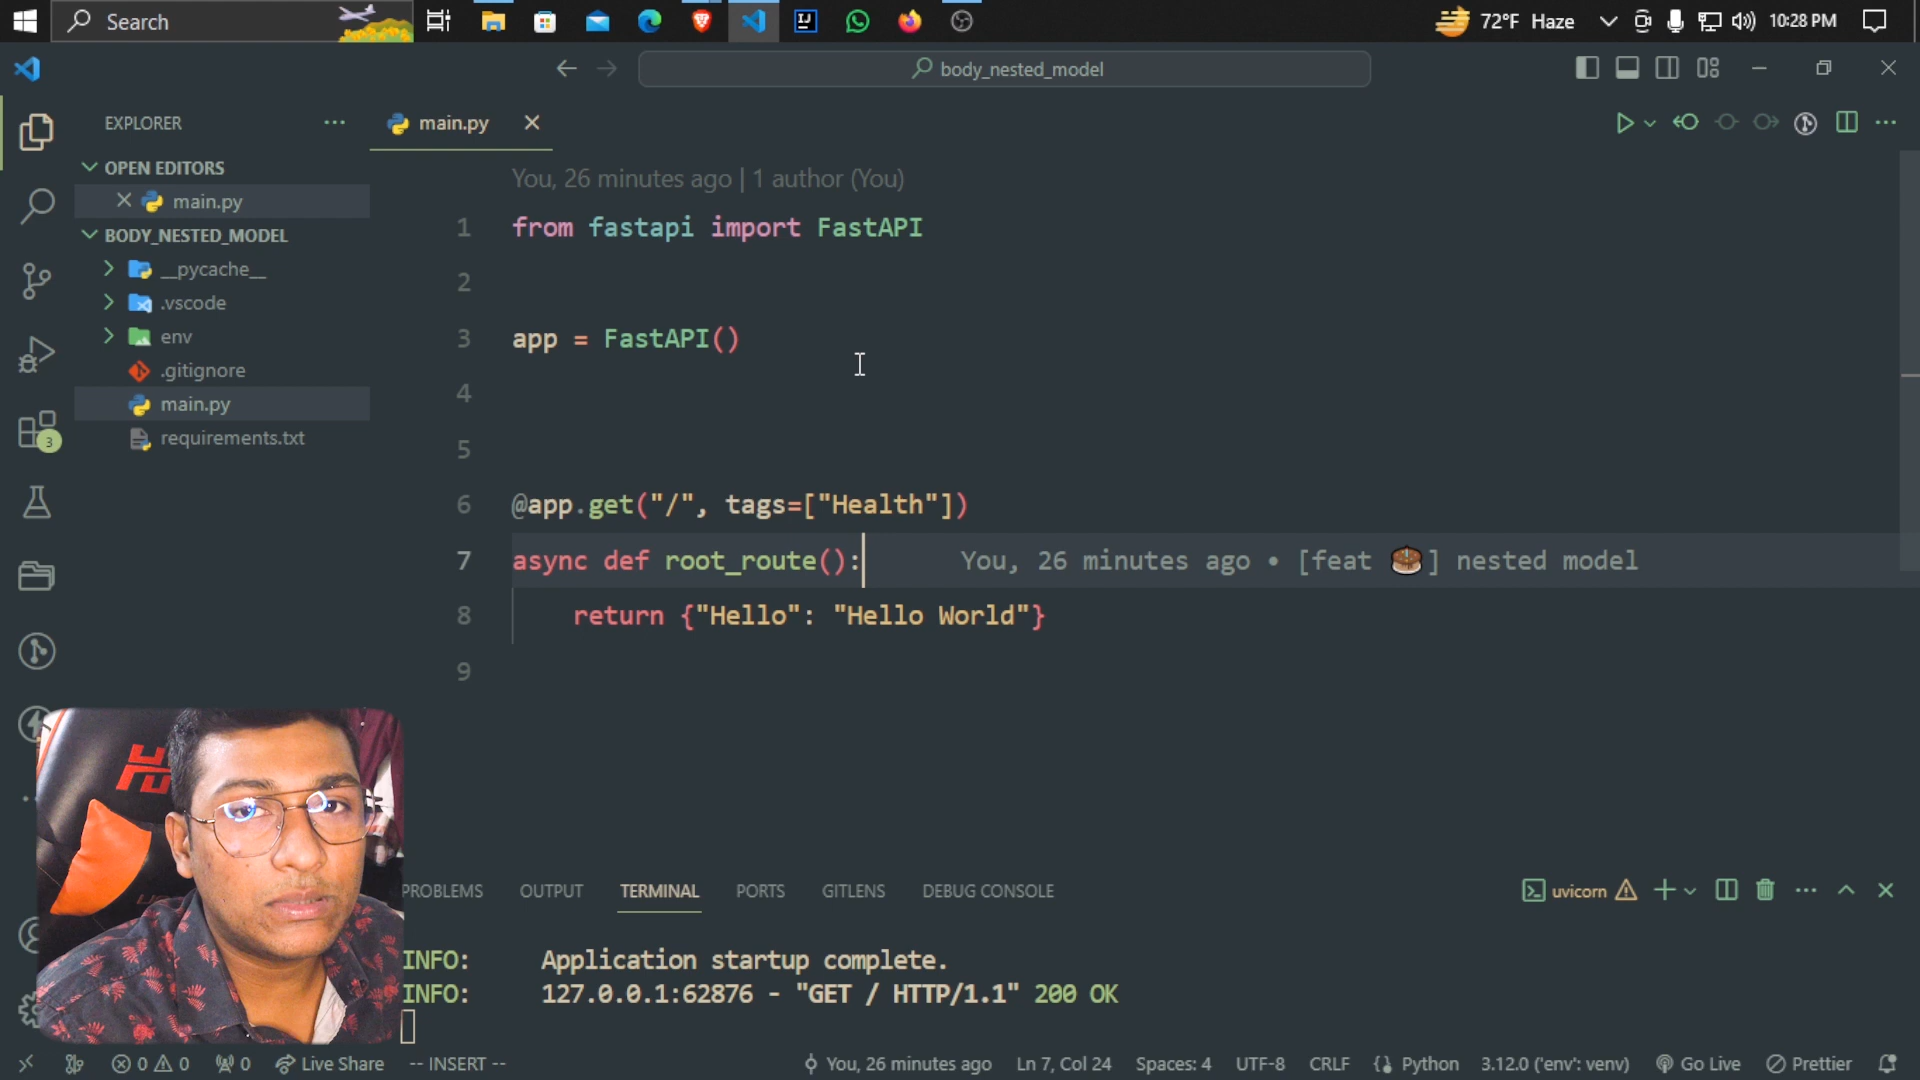 Search
72°F Haze
10:28 PM
body_nested_model
EXPLORER
main.py
OPEN EDITORS
main.py
BODY_NESTED_MODEL
__pycache__
.vscode
env
.gitignore
main.py
requirements.txt
You, 26 minutes ago | 1 author (You)
1 from fastapi import FastAPI
2
3 app = FastAPI()
4
5
6 @app.get("/", tags=["Health"])
7 async def root_route(): You, 26 minutes ago • [feat 🎂] nested model
8 return {"Hello": "Hello World"}
9
3
PROBLEMS OUTPUT TERMINAL PORTS GITLENS DEBUG CONSOLE
uvicorn
INFO: Application startup complete.
INFO: 127.0.0.1:62876 - "GET / HTTP/1.1" 200 OK
0 0 0 Live Share -- INSERT -- You, 26 minutes ago Ln 7, Col 24 Spaces: 4 UTF-8 CRLF Python 3.12.0 ('env': venv) Go Live Prettier